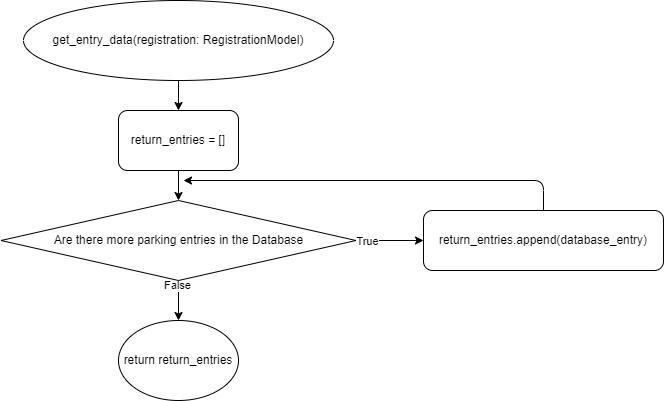 get_entry_data(registration: RegistrationModel)
return_entries = []
Are there more parking entries in the Database
True
return_entries.append(database_entry)
False
return return_entries